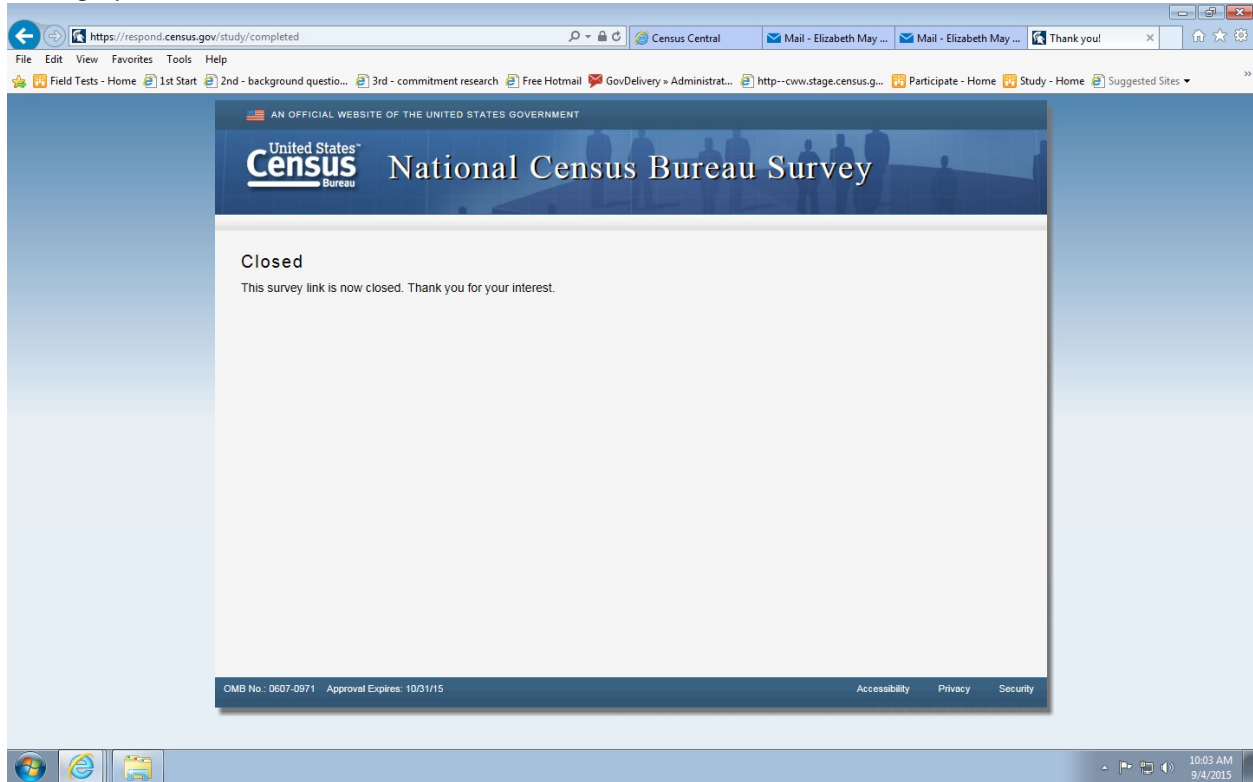 https://respond.census.gov/study/completed
Census Central
Mail - Elizabeth May ...
Mail - Elizabeth May ...
Thank you!
File Edit View Favorites Tools Help
Field Tests - Home 1st Start 2nd - background questio... 3rd - commitment research Free Hotmail GovDelivery » Administrat... http--cww.stage.census.g... Participate - Home Study - Home Suggested Sites
AN OFFICIAL WEBSITE OF THE UNITED STATES GOVERNMENT
United States™
Census
Bureau
National Census Bureau Survey
Closed
This survey link is now closed. Thank you for your interest.
OMB No.: 0607-0971 Approval Expires: 10/31/15 Accessibility Privacy Security
10:03 AM
9/4/2015